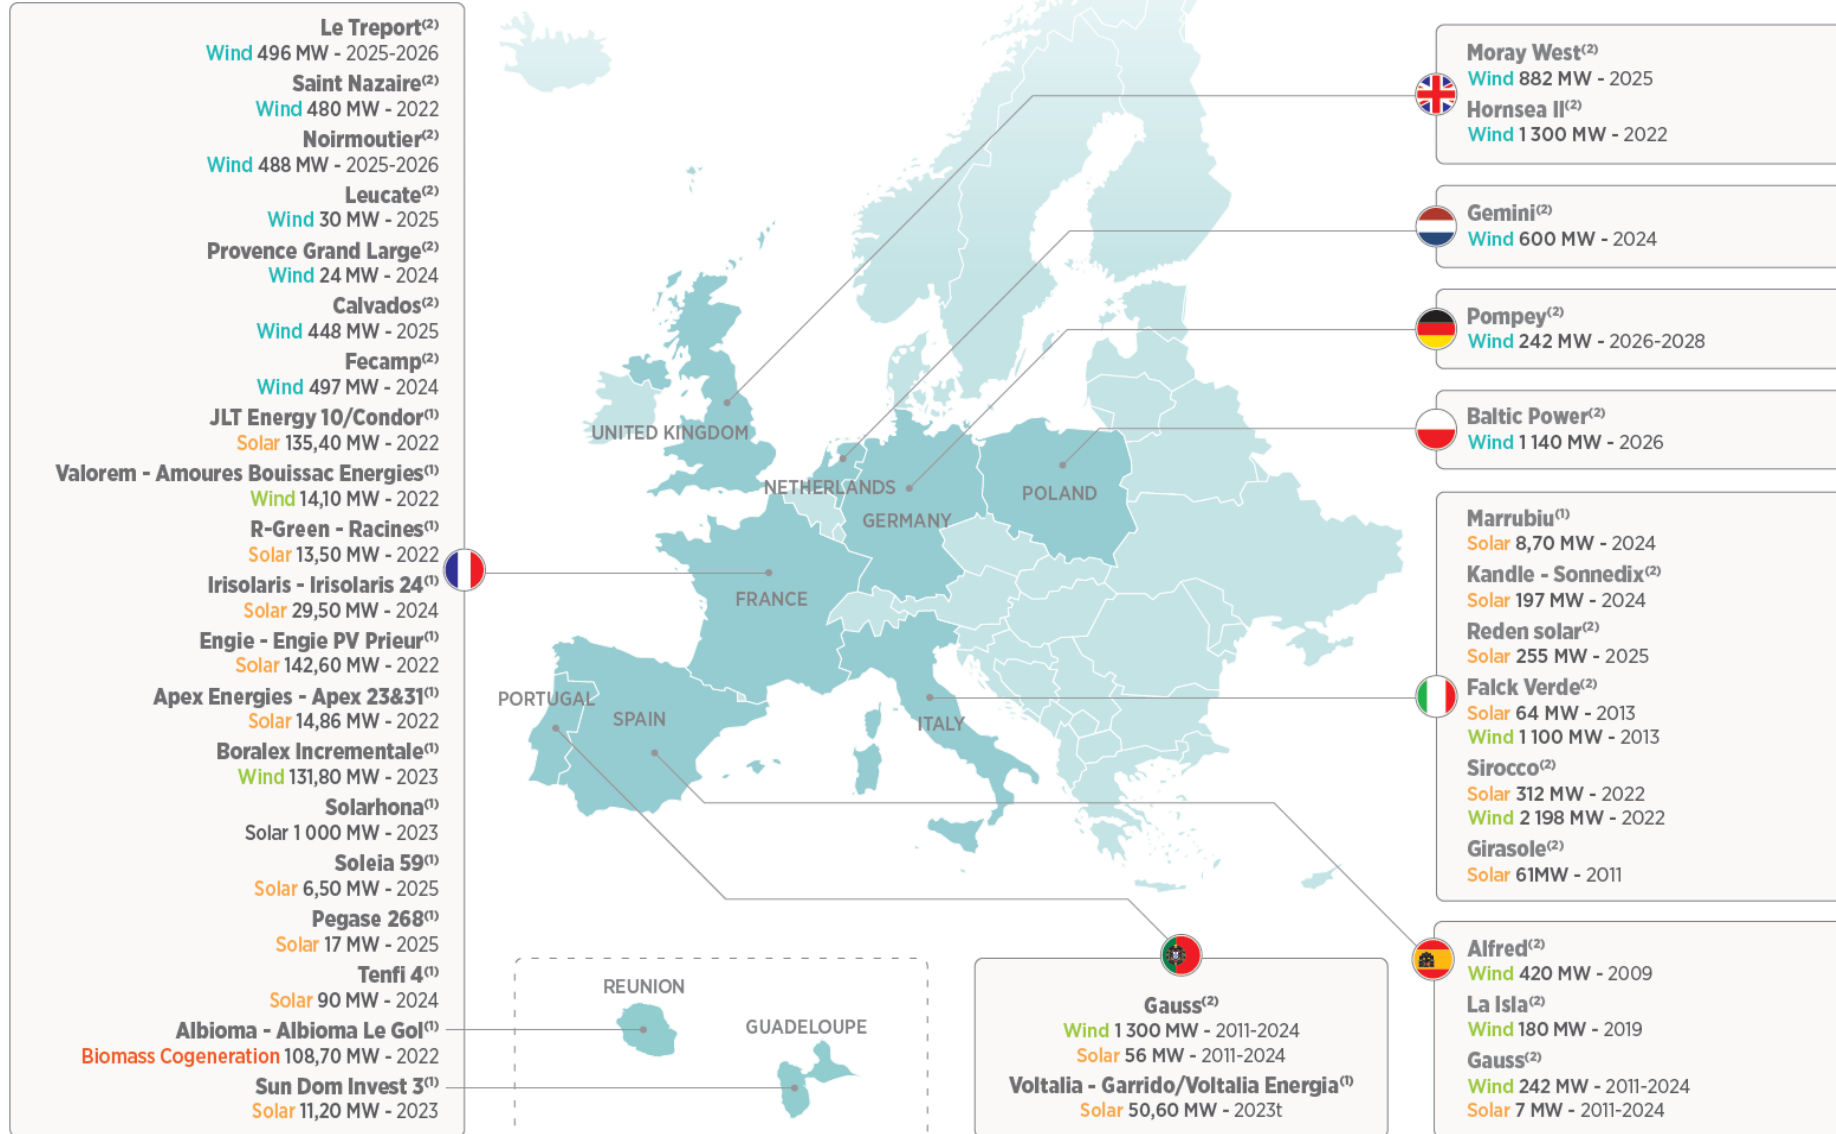 Le Treport(2)
Wind 496 MW - 2025-2026
Saint Nazaire(2)
Wind 480 MW - 2022
Noirmoutier(2)
Wind 488 MW - 2025-2026
Leucate(2)
Wind 30 MW - 2025
Provence Grand Large(2)
Wind 24 MW - 2024
Calvados(2)
Wind 448 MW - 2025
Fecamp(2)
Wind 497 MW - 2024
JLT Energy 10/Condor(1)
Solar 135,40 MW - 2022
Valorem - Amoures Bouissac Energies(1)
Wind 14,10 MW - 2022
R-Green - Racines(1)
Solar 13,50 MW - 2022
Irisolaris - Irisolaris 24(1)
Solar 29,50 MW - 2024
Engie - Engie PV Prieur(1)
Solar 142,60 MW - 2022
Apex Energies - Apex 23&31(1)
Solar 14,86 MW - 2022
Boralex Incrementale(1)
Wind 131,80 MW - 2023
Solarhona(1)
Solar 1 000 MW - 2023
Soleia 59(1)
Solar 6,50 MW - 2025
Pegase 268(1)
Solar 17 MW - 2025
Tenfi 4(1)
Solar 90 MW - 2024
Albioma - Albioma Le Gol(1)
Biomass Cogeneration 108,70 MW - 2022
Sun Dom Invest 3(1)
Solar 11,20 MW - 2023
UNITED KINGDOM
NETHERLANDS
GERMANY
POLAND
FRANCE
PORTUGAL
SPAIN
ITALY
REUNION
GUADELOUPE
Moray West(2)
Wind 882 MW - 2025
Hornsea II(2)
Wind 1 300 MW - 2022
Gemini(2)
Wind 600 MW - 2024
Pompey(2)
Wind 242 MW - 2026-2028
Baltic Power(2)
Wind 1 140 MW - 2026
Marrubiu(1)
Solar 8,70 MW - 2024
Kandle - Sonnedix(2)
Solar 197 MW - 2024
Reden solar(2)
Solar 255 MW - 2025
Falck Verde(2)
Solar 64 MW - 2013
Wind 1 100 MW - 2013
Sirocco(2)
Solar 312 MW - 2022
Wind 2 198 MW - 2022
Girasole(2)
Solar 61MW - 2011
Gauss(2)
Wind 1 300 MW - 2011-2024
Solar 56 MW - 2011-2024
Voltalia - Garrido/Voltalia Energia(1)
Solar 50,60 MW - 2023t
Alfred(2)
Wind 420 MW - 2009
La Isla(2)
Wind 180 MW - 2019
Gauss(2)
Wind 242 MW - 2011-2024
Solar 7 MW - 2011-2024